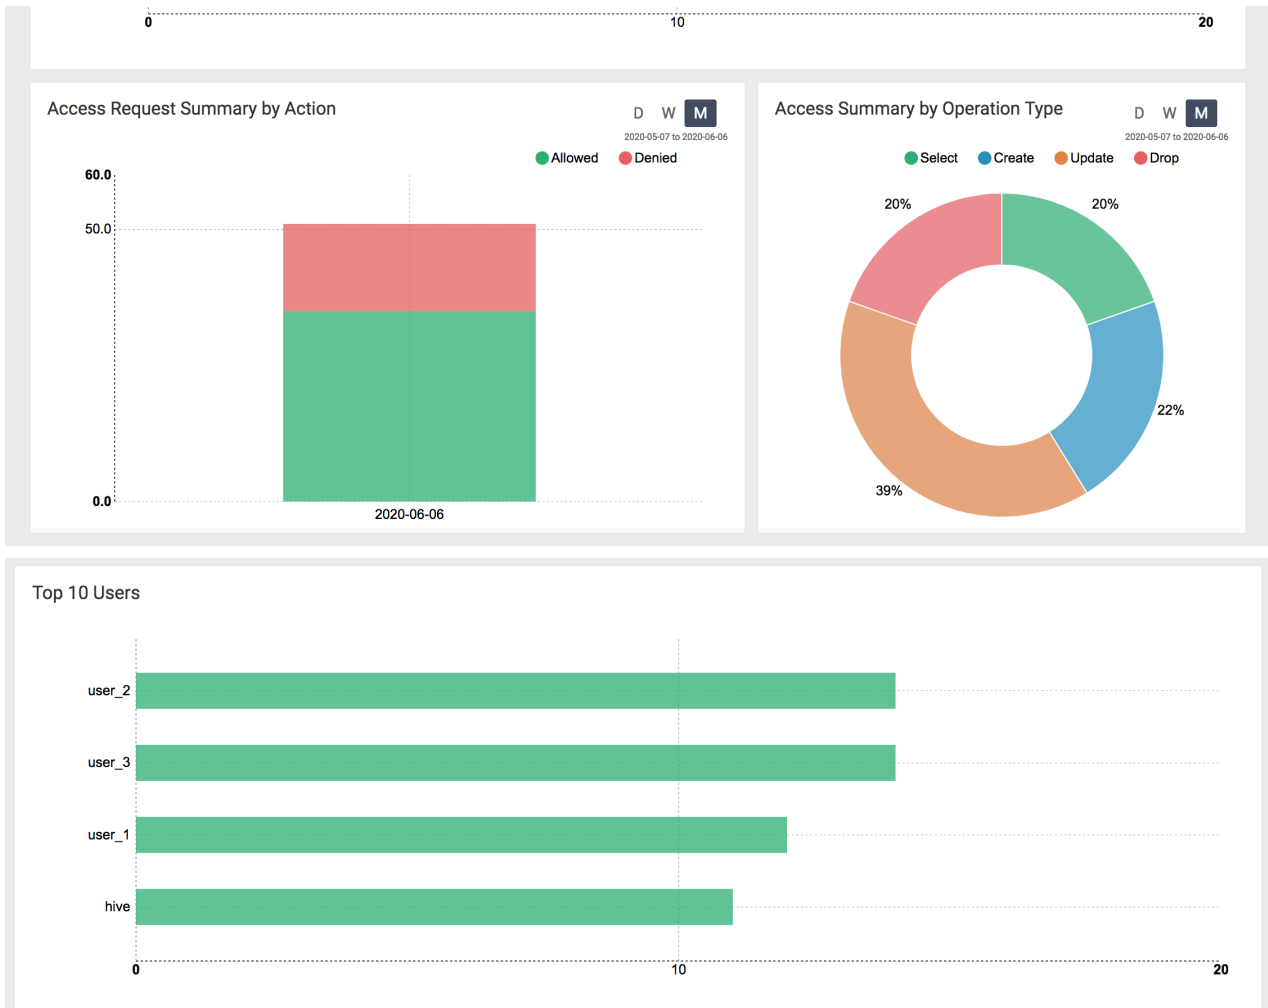 0 10 20
Access Request Summary by Action
D W M
2020-05-07 to 2020-06-06
Allowed Denied
60.0
50.0
0.0
2020-06-06
Access Summary by Operation Type
D W M
2020-05-07 to 2020-06-06
Select Create Update Drop
20% 20%
22%
39%
Top 10 Users
user_2
user_3
user_1
hive
0 10 20